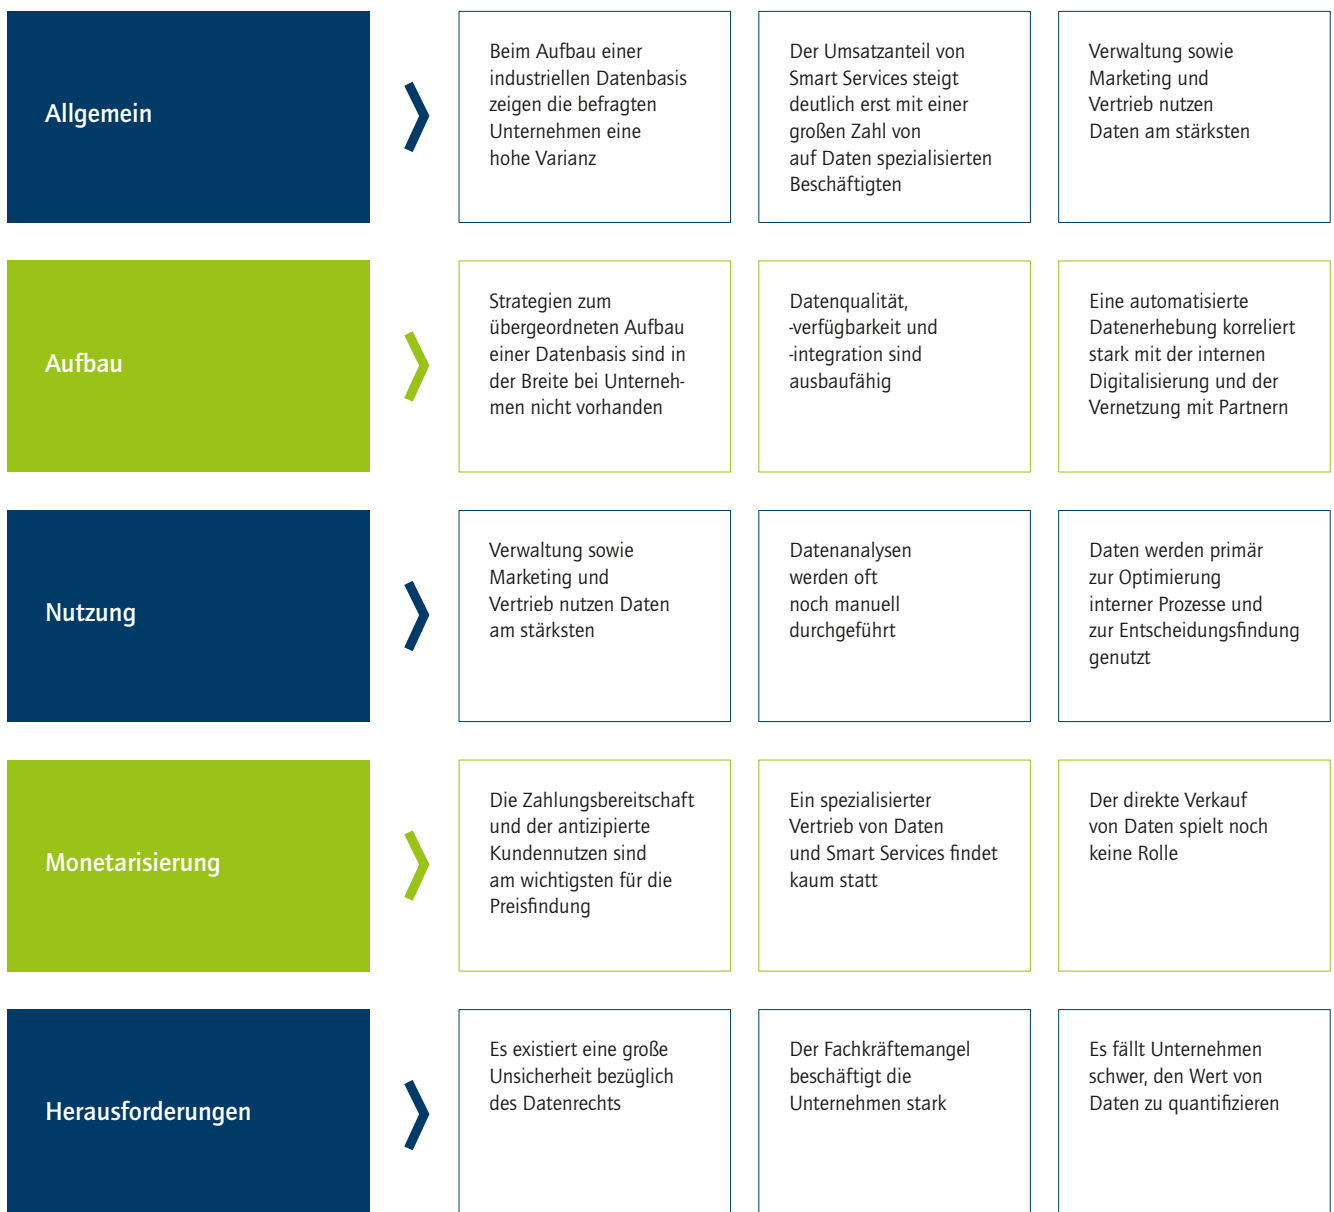 Allgemein
Beim Aufbau einer
industriellen Datenbasis
zeigen die befragten
Unternehmen eine
hohe Varianz
Der Umsatzanteil von
Smart Services steigt
deutlich erst mit einer
großen Zahl von
auf Daten spezialisierten
Beschäftigten
Verwaltung sowie
Marketing und
Vertrieb nutzen
Daten am stärksten
Aufbau
Strategien zum
übergeordneten Aufbau
einer Datenbasis sind in
der Breite bei Unterneh-
men nicht vorhanden
Datenqualität,
-verfügbarkeit und
-integration sind
ausbaufähig
Eine automatisierte
Datenerhebung korreliert
stark mit der internen
Digitalisierung und der
Vernetzung mit Partnern
Nutzung
Verwaltung sowie
Marketing und
Vertrieb nutzen Daten
am stärksten
Datenanalysen
werden oft
noch manuell
durchgeführt
Daten werden primär
zur Optimierung
interner Prozesse und
zur Entscheidungsfindung
genutzt
Monetarisierung
Die Zahlungsbereitschaft
und der antizipierte
Kundennutzen sind
am wichtigsten für die
Preisfindung
Ein spezialisierter
Vertrieb von Daten
und Smart Services findet
kaum statt
Der direkte Verkauf
von Daten spielt noch
keine Rolle
Herausforderungen
Es existiert eine große
Unsicherheit bezüglich
des Datenrechts
Der Fachkräftemangel
beschäftigt die
Unternehmen stark
Es fällt Unternehmen
schwer, den Wert von
Daten zu quantifizieren